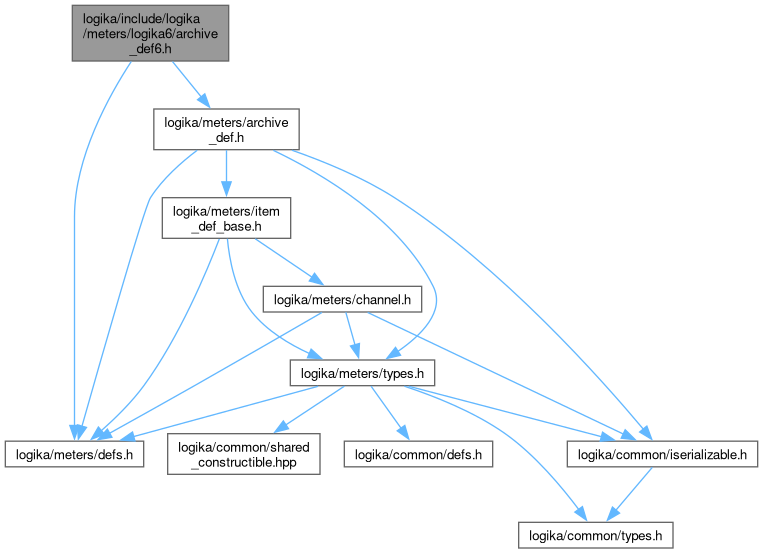 logika/include/logika
/meters/logika6/archive
_def6.h
logika/meters/archive
_def.h
logika/meters/item
_def_base.h
logika/meters/channel.h
logika/meters/types.h
logika/meters/defs.h
logika/common/shared
_constructible.hpp
logika/common/defs.h
logika/common/iserializable.h
logika/common/types.h